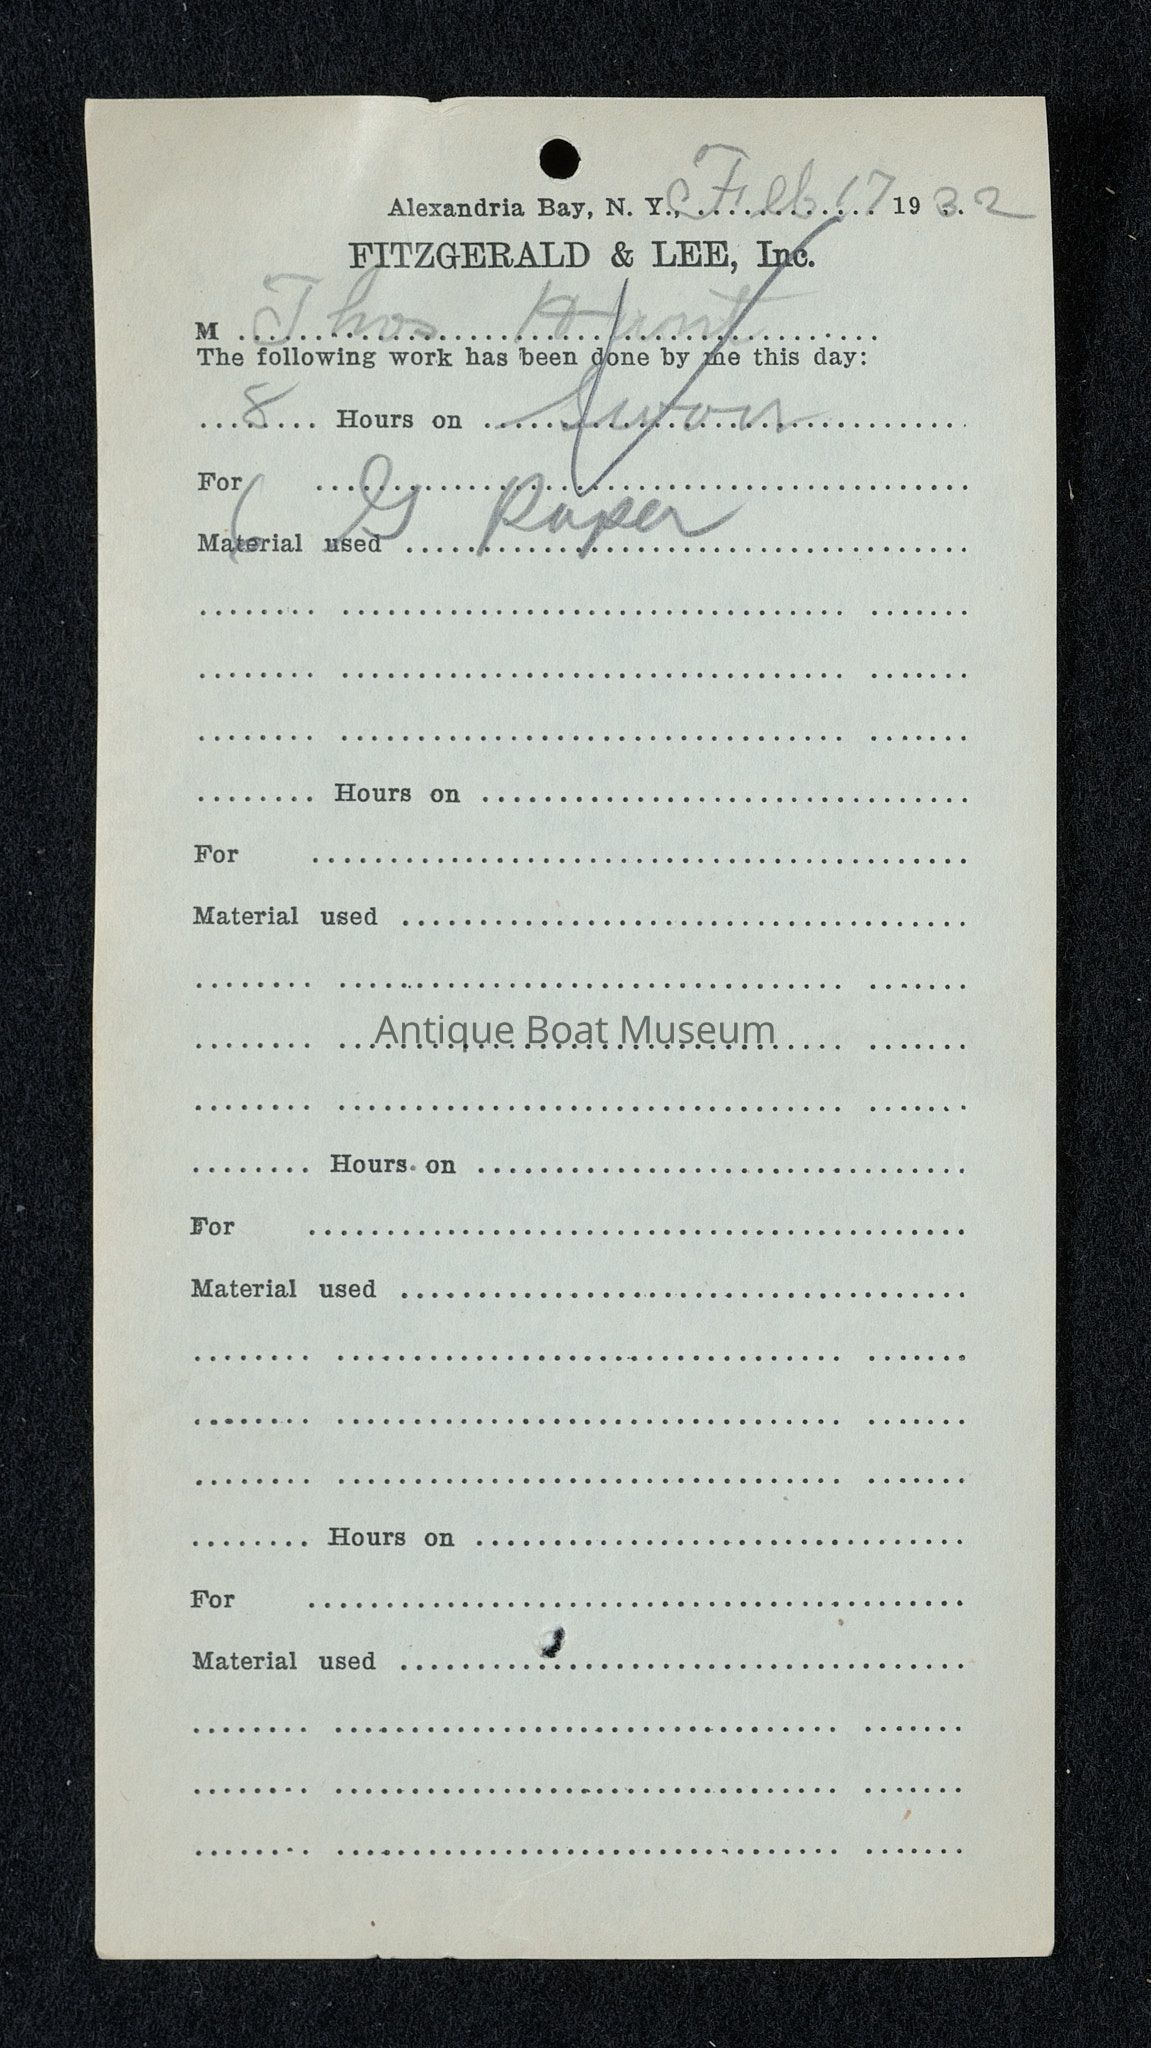 Alexandria Bay, N. Y., Feb 17 1932
FITZGERALD & LEE, Inc.
M Thos Hunt
The following work has been done by me this day:
8 Hours on Swan
For
6 G Paper
Material used
Hours on
For
Material used
Antique Boat Museum
Hours on
For
Material used
Hours on
For
Material used